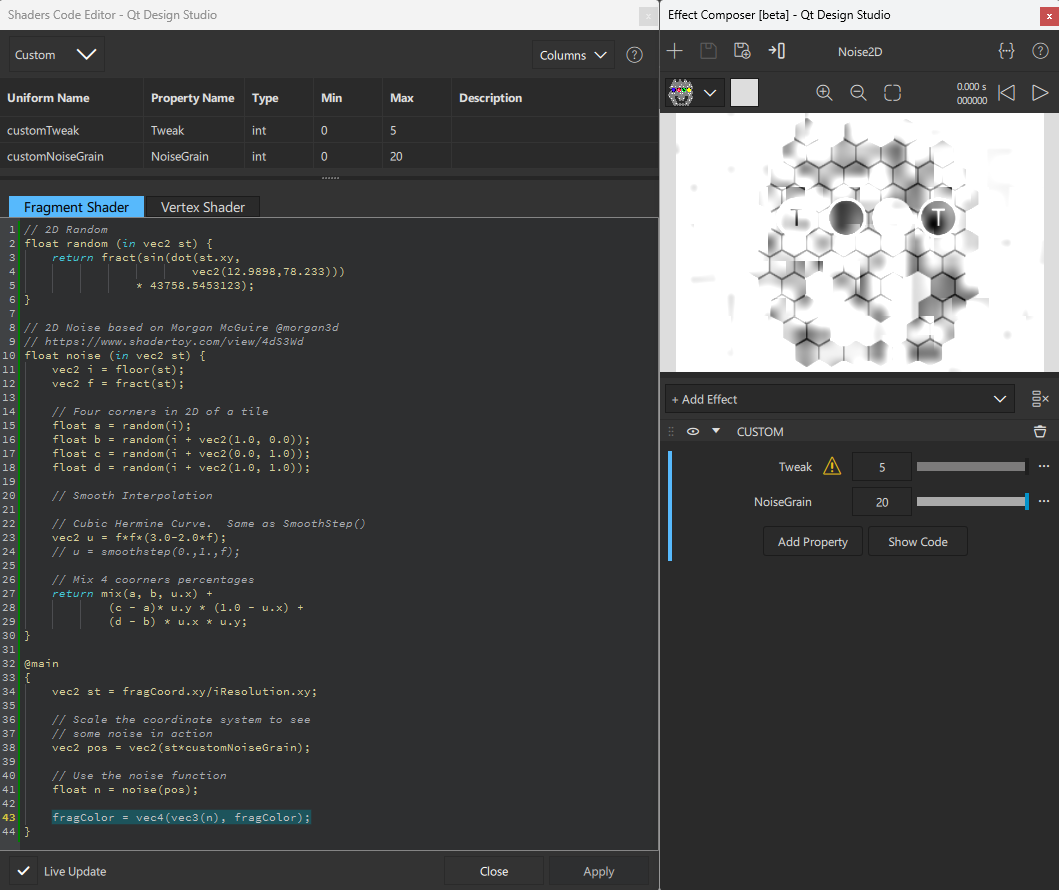 Shaders Code Editor - Qt Design Studio
x
Custom
Columns
?
Uniform Name Property Name Type Min Max Description
customTweak Tweak int 0 5
customNoiseGrain NoiseGrain int 0 20
Fragment Shader Vertex Shader
1 // 2D Random
2 float random (in vec2 st) {
3 return fract(sin(dot(st.xy,
4 vec2(12.9898,78.233)))
5 * 43758.5453123);
6 }
7
8 // 2D Noise based on Morgan McGuire @morgan3d
9 // https://www.shadertoy.com/view/4dS3Wd
10 float noise (in vec2 st) {
11 vec2 i = floor(st);
12 vec2 f = fract(st);
13
14 // Four corners in 2D of a tile
15 float a = random(i);
16 float b = random(i + vec2(1.0, 0.0));
17 float c = random(i + vec2(0.0, 1.0));
18 float d = random(i + vec2(1.0, 1.0));
19
20 // Smooth Interpolation
21
22 // Cubic Hermine Curve.  Same as SmoothStep()
23 vec2 u = f*f*(3.0-2.0*f);
24 // u = smoothstep(0.,1.,f);
25
26 // Mix 4 coorners percentages
27 return mix(a, b, u.x) +
28 (c - a)* u.y * (1.0 - u.x) +
29 (d - b) * u.x * u.y;
30 }
31
32 @main
33 {
34 vec2 st = fragCoord.xy/iResolution.xy;
35
36 // Scale the coordinate system to see
37 // some noise in action
38 vec2 pos = vec2(st*customNoiseGrain);
39
40 // Use the noise function
41 float n = noise(pos);
42
43 fragColor = vec4(vec3(n), fragColor);
44 }
Live Update
Close
Apply
Effect Composer [beta] - Qt Design Studio
x
Noise2D
?
0.000 s
000000
T T
+ Add Effect
CUSTOM
Tweak 5
NoiseGrain 20
Add Property Show Code